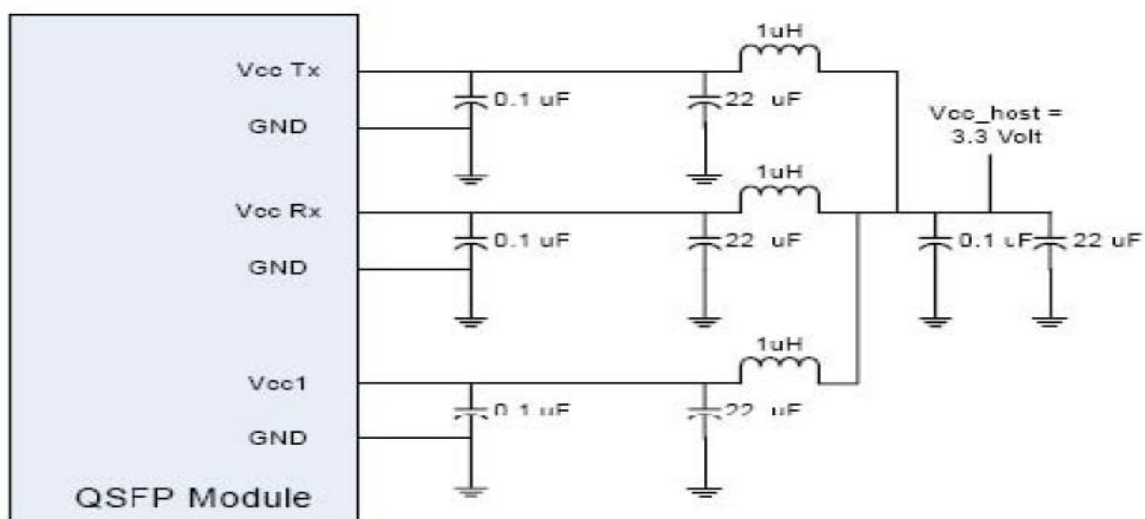 1uH
Vcc Tx
0.1 uF
22 uF
GND
Vcc_host =
3.3 Volt
1uH
Vcc Rx
0.1 uF
22 uF
0.1 uF
22 uF
GND
1uH
Vcc1
0.1 uF
22 uF
GND
QSFP Module